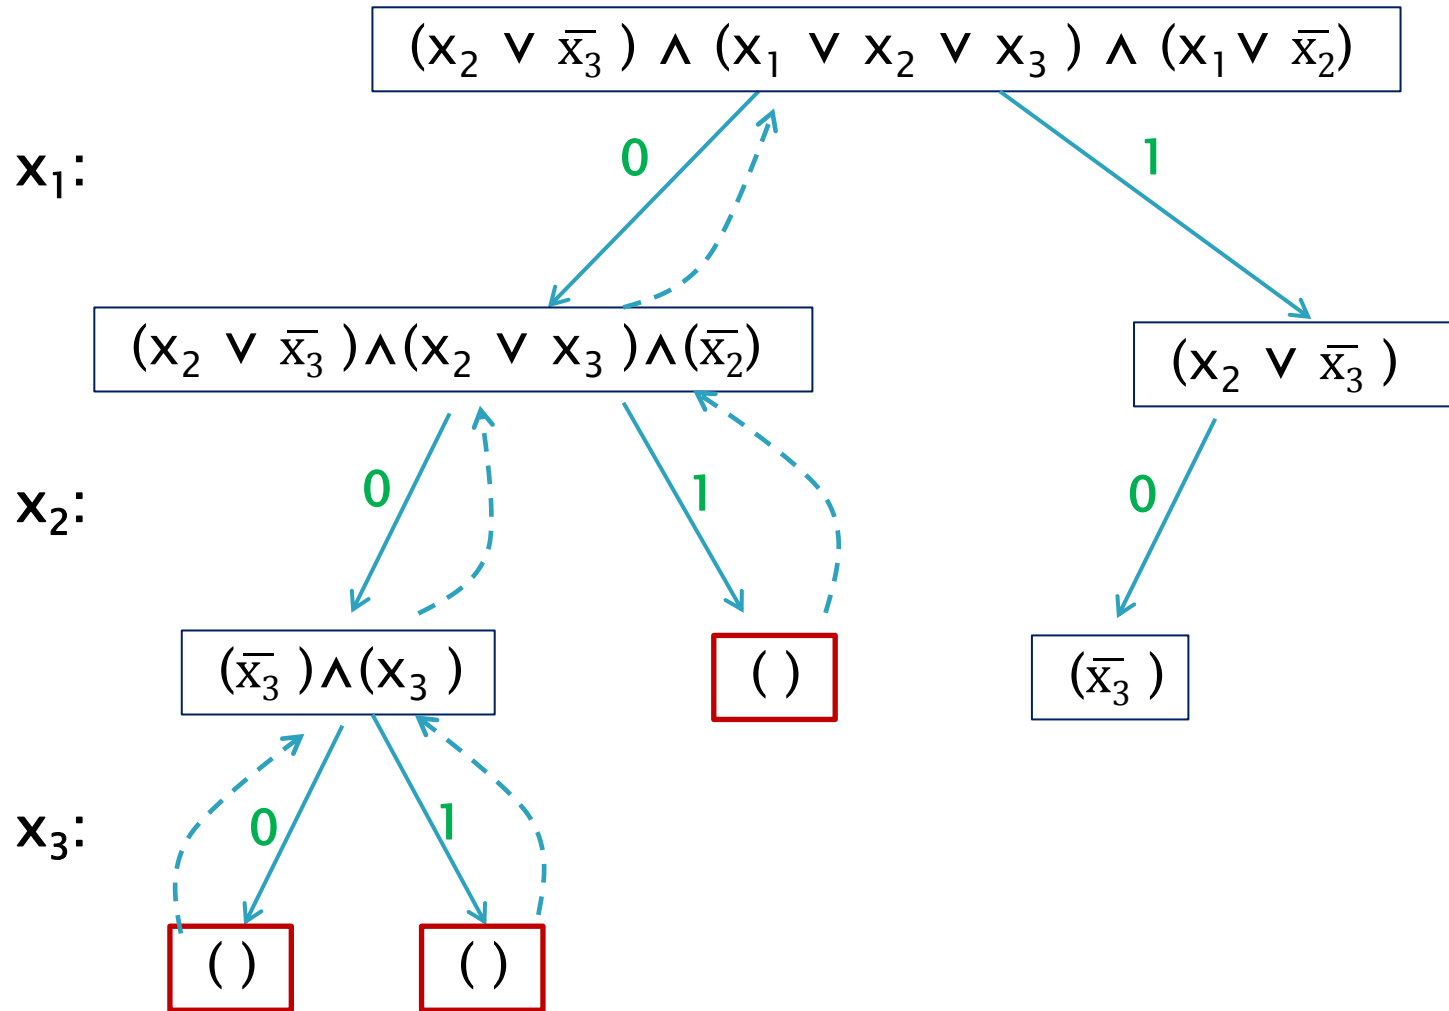 (x₂ ∨ x̅₃ ) ∧ (x₁ ∨ x₂ ∨ x₃ ) ∧ (x₁ ∨ x̅₂)
x₁: 0 1
(x₂ ∨ x̅₃ )∧(x₂ ∨ x₃ )∧(x̅₂) (x₂ ∨ x̅₃ )
x₂: 0 1 0
(x̅₃ )∧(x₃ ) ( ) (x̅₃ )
x₃: 0 1
( ) ( )